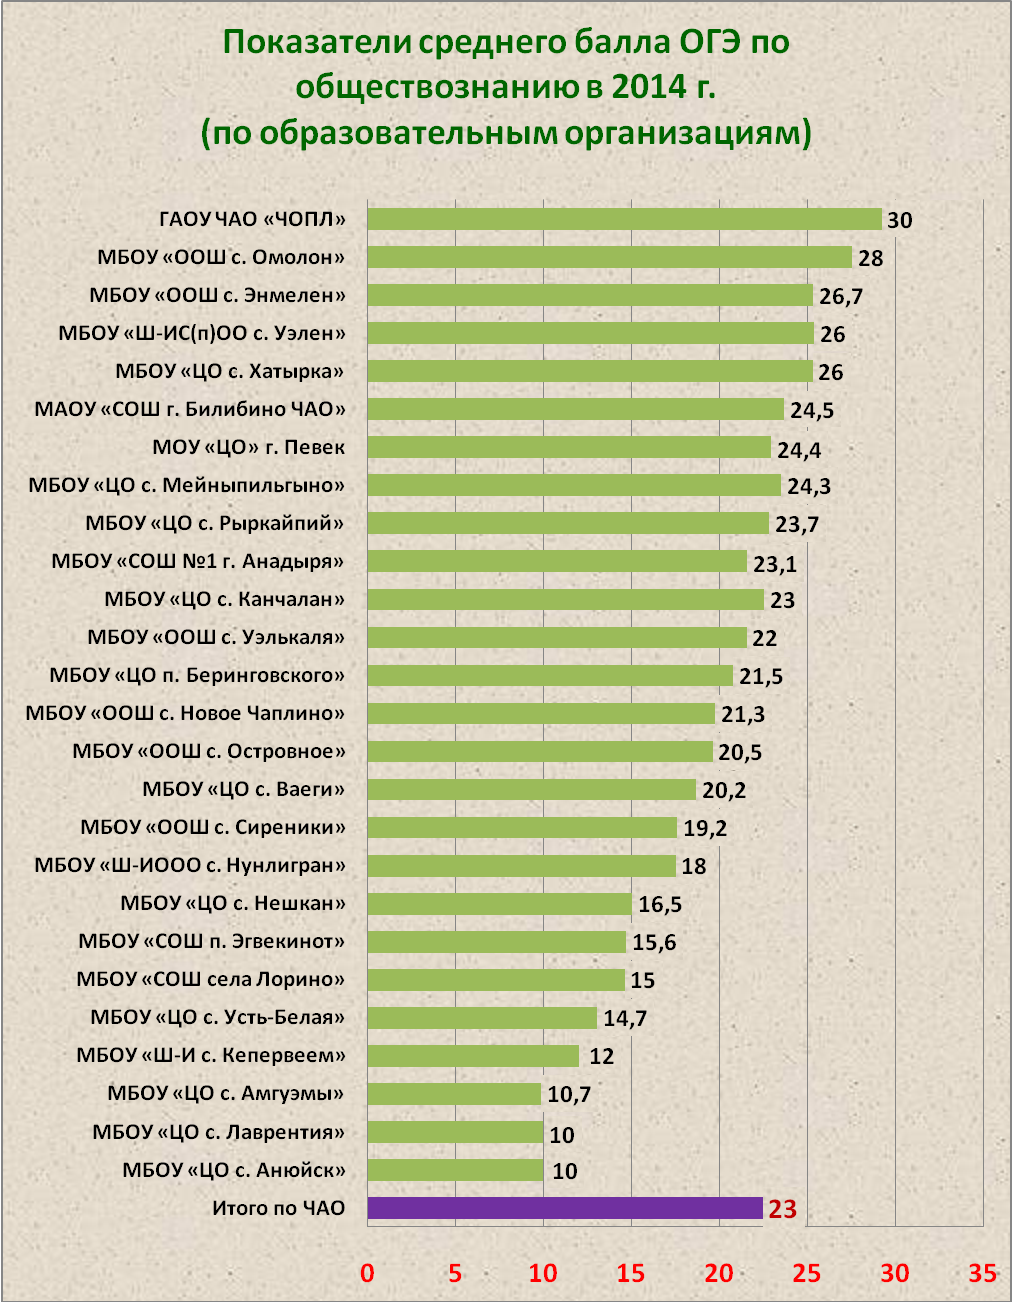 Показатели среднего балла ОГЭ по
обществознанию в 2014 г.
(по образовательным организациям)
ГАОУ ЧАО «ЧОПЛ» 30
МБОУ «ООШ с. Омолон» 28
МБОУ «ООШ с. Энмелен» 26,7
МБОУ «Ш-ИС(п)ОО с. Уэлен» 26
МБОУ «ЦО с. Хатырка» 26
МАОУ «СОШ г. Билибино ЧАО» 24,5
МОУ «ЦО» г. Певек 24,4
МБОУ «ЦО с. Мейныпильгыно» 24,3
МБОУ «ЦО с. Рыркайпий» 23,7
МБОУ «СОШ №1 г. Анадыря» 23,1
МБОУ «ЦО с. Канчалан» 23
МБОУ «ООШ с. Уэлькаля» 22
МБОУ «ЦО п. Беринговского» 21,5
МБОУ «ООШ с. Новое Чаплино» 21,3
МБОУ «ООШ с. Островное» 20,5
МБОУ «ЦО с. Ваеги» 20,2
МБОУ «ООШ с. Сиреники» 19,2
МБОУ «Ш-ИООО с. Нунлигран» 18
МБОУ «ЦО с. Нешкан» 16,5
МБОУ «СОШ п. Эгвекинот» 15,6
МБОУ «СОШ села Лорино» 15
МБОУ «ЦО с. Усть-Белая» 14,7
МБОУ «Ш-И с. Кепервеем» 12
МБОУ «ЦО с. Амгуэмы» 10,7
МБОУ «ЦО с. Лаврентия» 10
МБОУ «ЦО с. Анюйск» 10
Итого по ЧАО 23
0 5 10 15 20 25 30 35